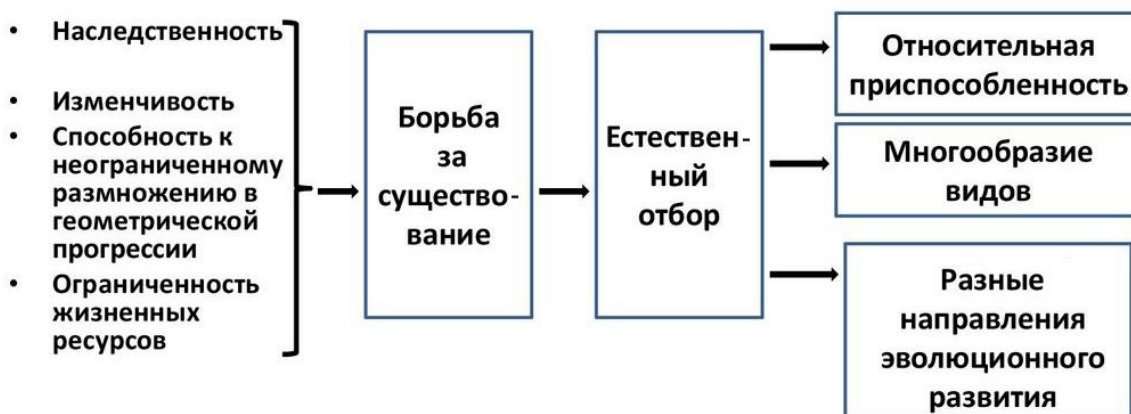 • Наследственность
• Изменчивость
• Способность к
неограниченному
размножению в
геометрической
прогрессии
• Ограниченность
жизненных
ресурсов
Борьба
за
существо-
вание
Естествен-
ный
отбор
Относительная
приспособленность
Многообразие
видов
Разные
направления
эволюционного
развития